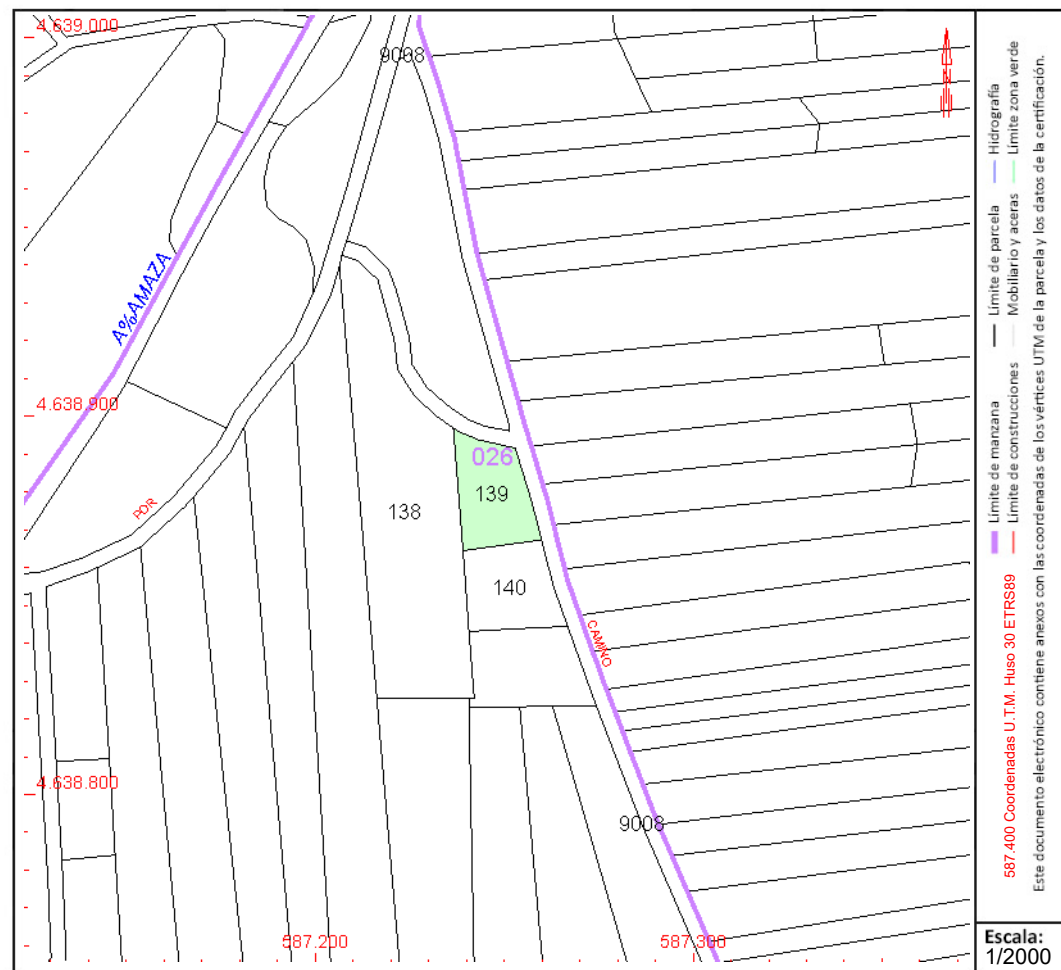 4.639.000
9008
A%AMAZA
4.638.900
026
139
138
POR
140
CAMINO
4.638.800
9008
587.200
587.300
N
587.400 Coordenadas U.T.M. Huso 30 ETRS89
Límite de manzana
Límite de construcciones
Límite de parcela
Mobiliario y aceras
Hidrografía
Límite zona verde
Este documento electrónico contiene anexos con las coordenadas de los vértices UTM de la parcela y los datos de la certificación.
Escala:
1/2000